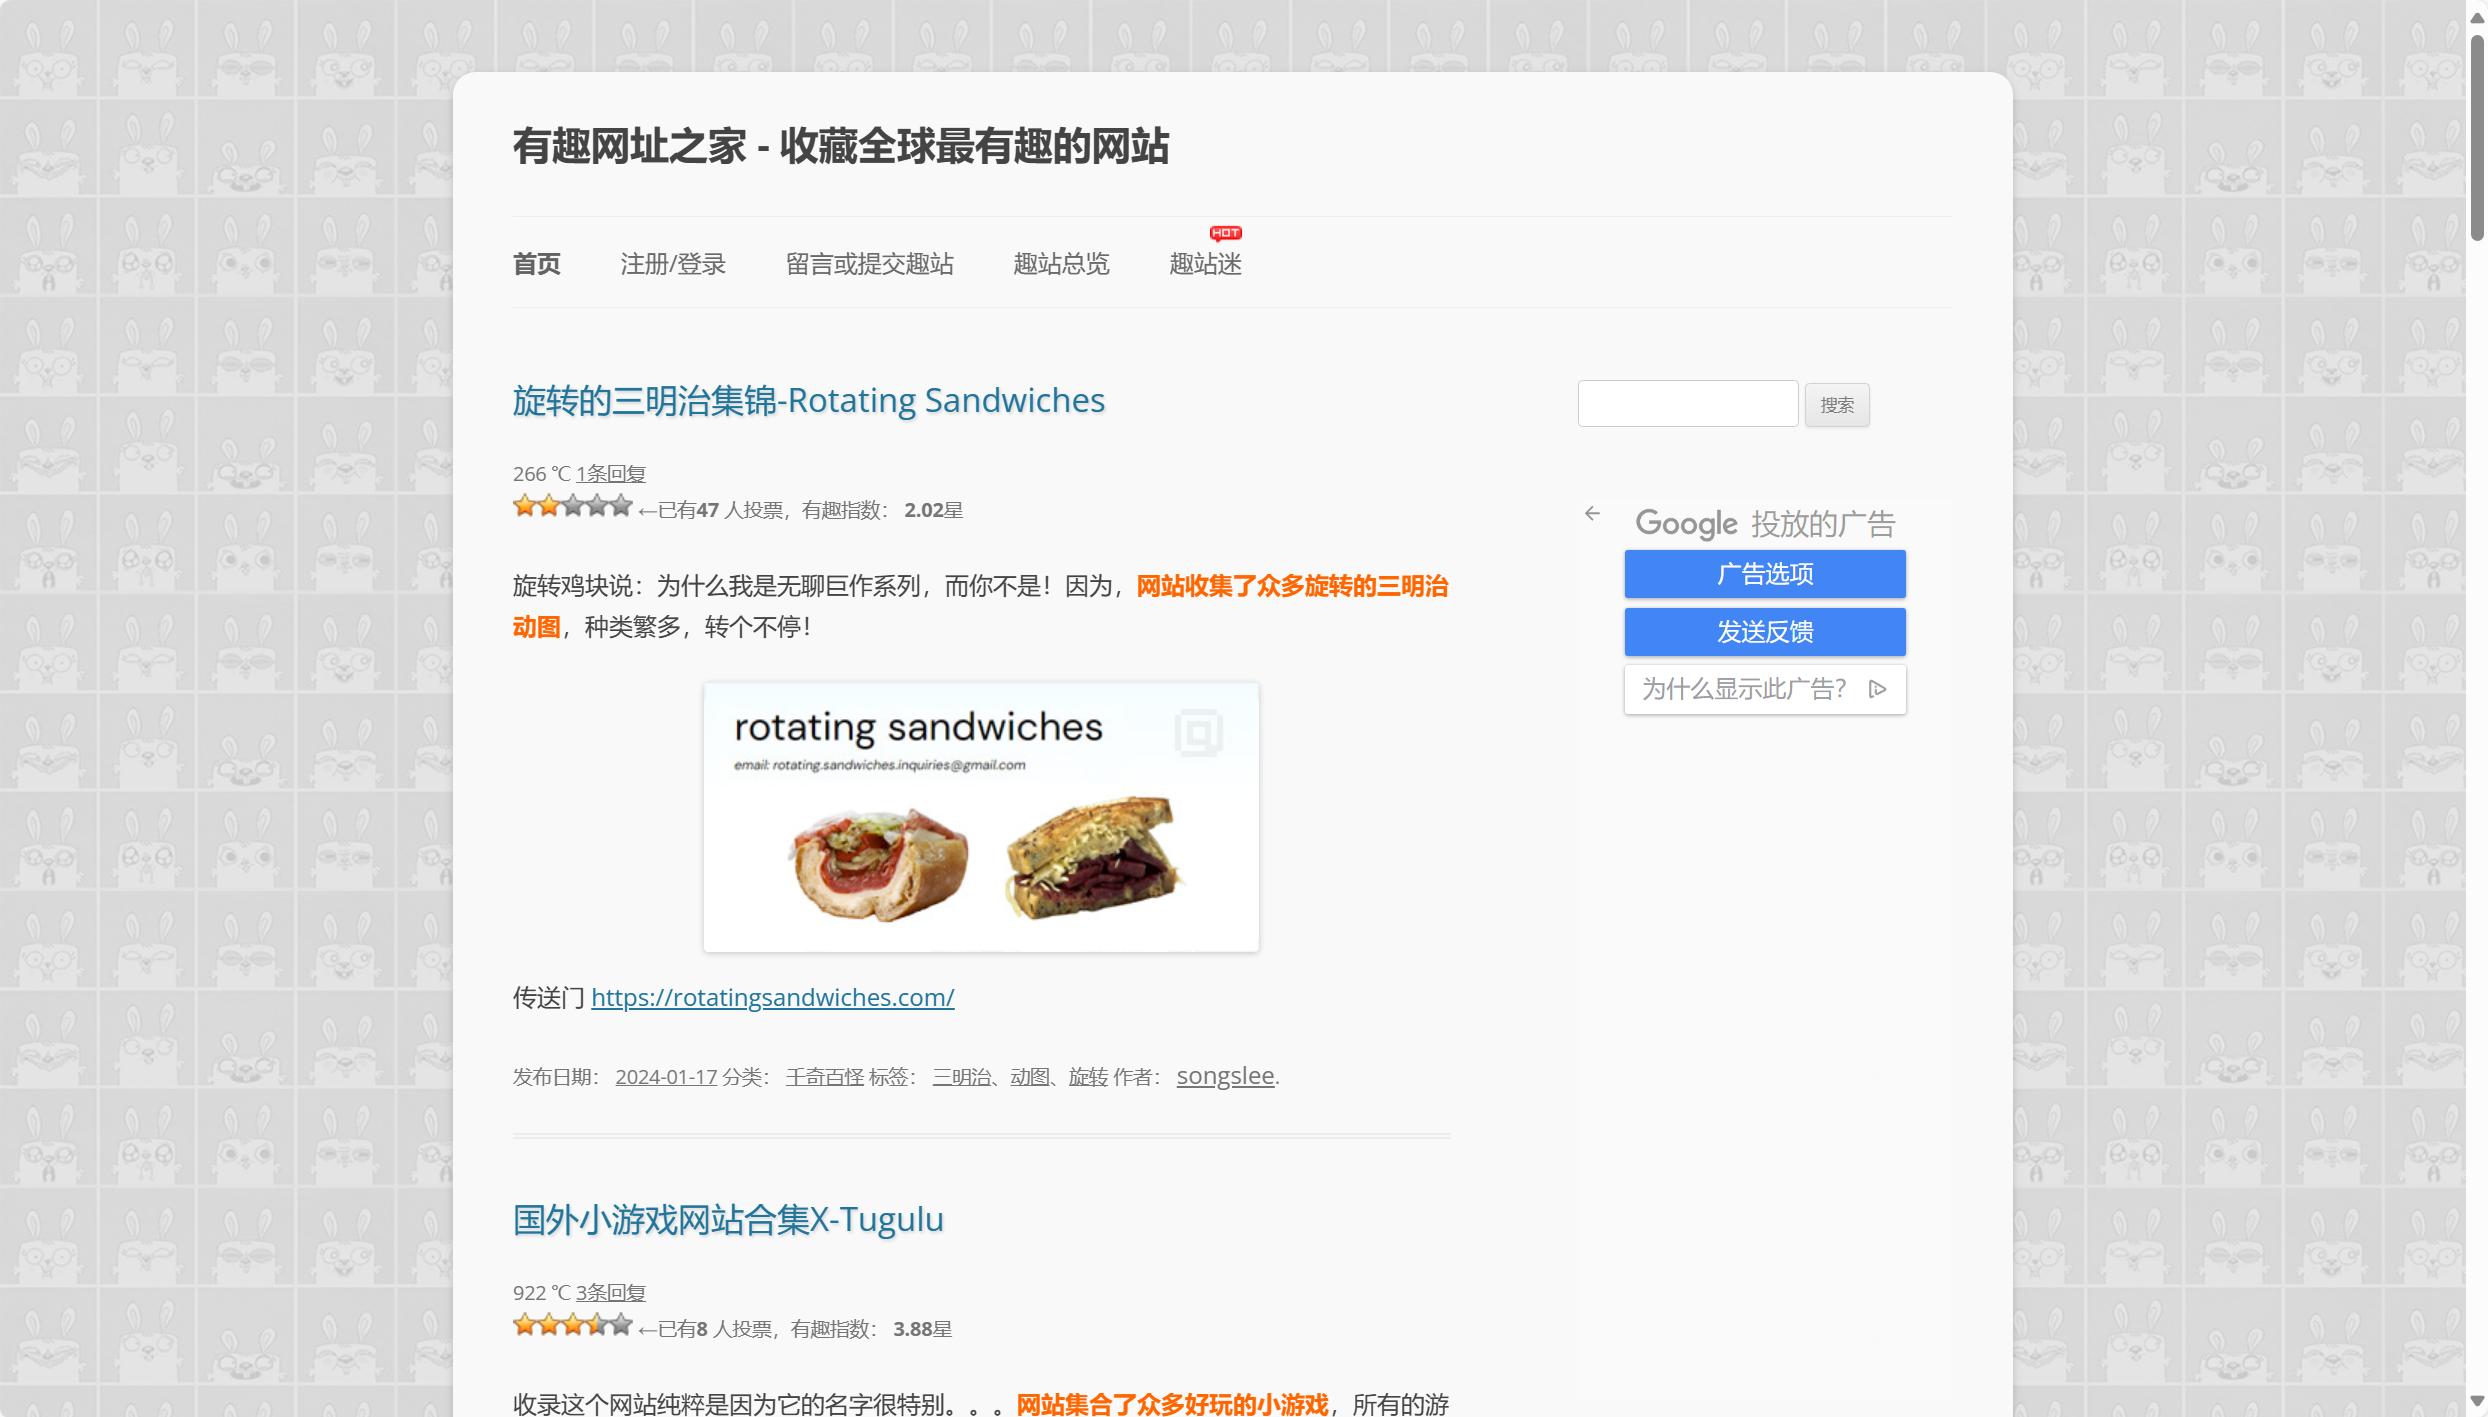 有趣网址之家 - 收藏全球最有趣的网站
HOT
首页 注册/登录 留言或提交趣站 趣站总览 趣站迷
旋转的三明治集锦-Rotating Sandwiches
搜索
266 ℃ 1条回复
←已有47 人投票，有趣指数： 2.02星
Google 投放的广告
广告选项
发送反馈
为什么显示此广告？
旋转鸡块说：为什么我是无聊巨作系列，而你不是！因为，网站收集了众多旋转的三明治
动图，种类繁多，转个不停！
rotating sandwiches
email: rotating.sandwiches.inquiries@gmail.com
传送门 https://rotatingsandwiches.com/
发布日期： 2024-01-17 分类： 千奇百怪 标签： 三明治、动图、旋转 作者： songslee.
国外小游戏网站合集X-Tugulu
922 ℃ 3条回复
←已有8 人投票，有趣指数： 3.88星
收录这个网站纯粹是因为它的名字很特别。。。网站集合了众多好玩的小游戏，所有的游